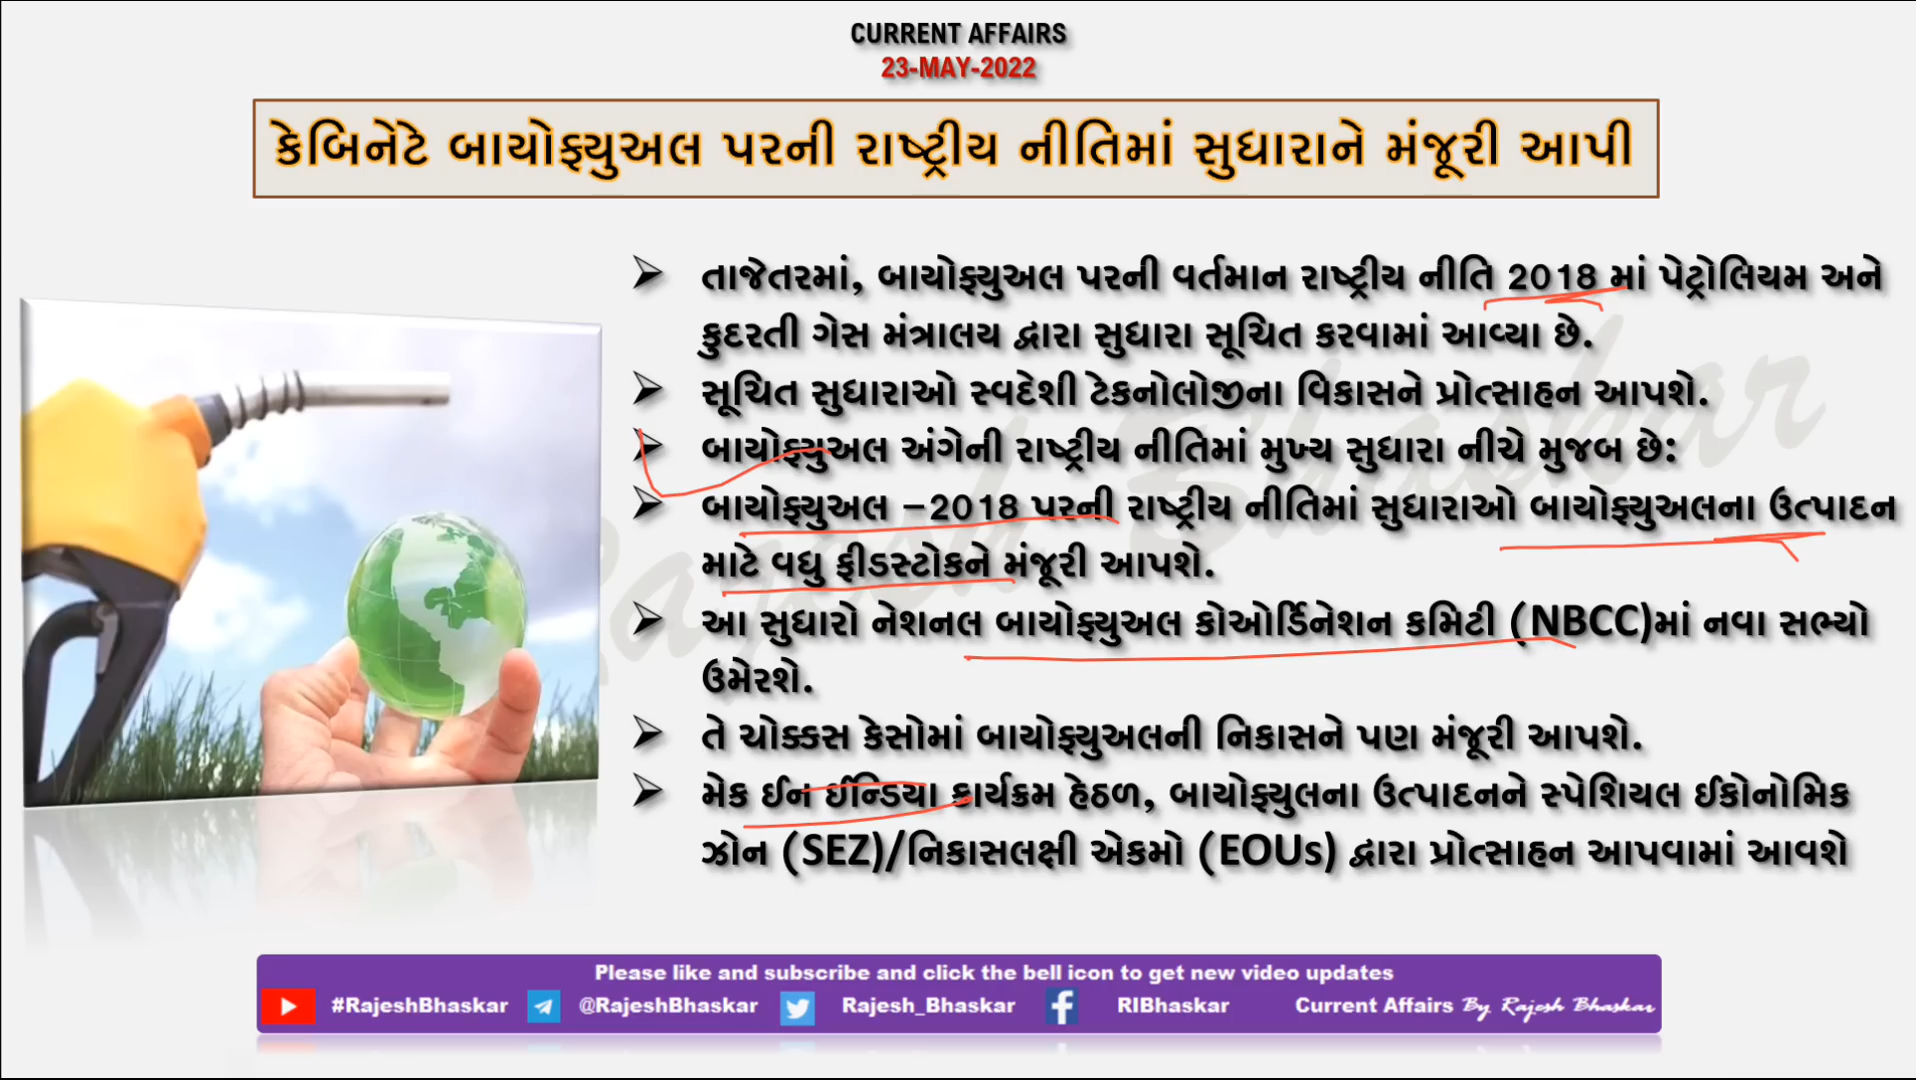 CURRENT AFFAIRS
23-MAY-2022
કેબિનેટે બાયોફ્યુઅલ પરની રાષ્ટ્રીય નીતિમાં સુધારાને મંજૂરી આપી
➢ તાજેતરમાં, બાયોફ્યુઅલ પરની વર્તમાન રાષ્ટ્રીય નીતિ 2018 માં પેટ્રોલિયમ અને
કુદરતી ગેસ મંત્રાલય દ્વારા સુધારા સૂચિત કરવામાં આવ્યા છે.
➢ સૂચિત સુધારાઓ સ્વદેશી ટેકનોલોજીના વિકાસને પ્રોત્સાહન આપશે.
➢ બાયોફ્યુઅલ અંગેની રાષ્ટ્રીય નીતિમાં મુખ્ય સુધારા નીચે મુજબ છે:
➢ બાયોફ્યુઅલ –2018 પરની રાષ્ટ્રીય નીતિમાં સુધારાઓ બાયોફ્યુઅલના ઉત્પાદન
માટે વધુ ફીડસ્ટોકને મંજૂરી આપશે.
➢ આ સુધારો નેશનલ બાયોફ્યુઅલ કોઓર્ડિનેશન કમિટી (NBCC)માં નવા સભ્યો
ઉમેરશે.
➢ તે ચોક્કસ કેસોમાં બાયોફ્યુઅલની નિકાસને પણ મંજૂરી આપશે.
➢ મેક ઈન ઈન્ડિયા કાર્યક્રમ હેઠળ, બાયોફ્યુલના ઉત્પાદનને સ્પેશિયલ ઈકોનોમિક
ઝોન (SEZ)/નિકાસલક્ષી એકમો (EOUs) દ્વારા પ્રોત્સાહન આપવામાં આવશે
Rajesh Bhaskar
Please like and subscribe and click the bell icon to get new video updates
#RajeshBhaskar @RajeshBhaskar Rajesh_Bhaskar RIBhaskar Current Affairs By Rajesh Bhaskar